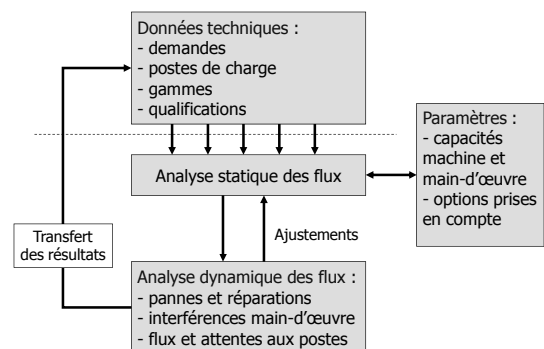 Données techniques :
- demandes
- postes de charge
- gammes
- qualifications
Paramètres :
- capacités
machine et
main-d'œuvre
- options prises
en compte
Analyse statique des flux
Ajustements
Transfert
des résultats
Analyse dynamique des flux :
- pannes et réparations
- interférences main-d'œuvre
- flux et attentes aux postes